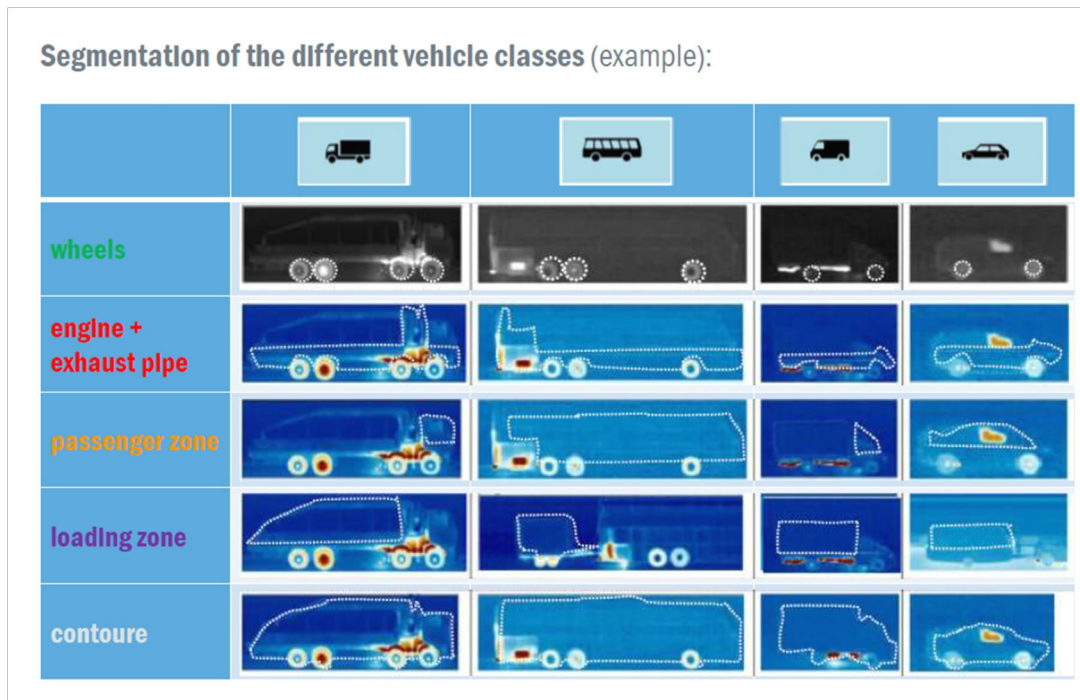 Segmentation of the different vehicle classes (example):
wheels
engine +
exhaust pipe
passenger zone
loading zone
contoure